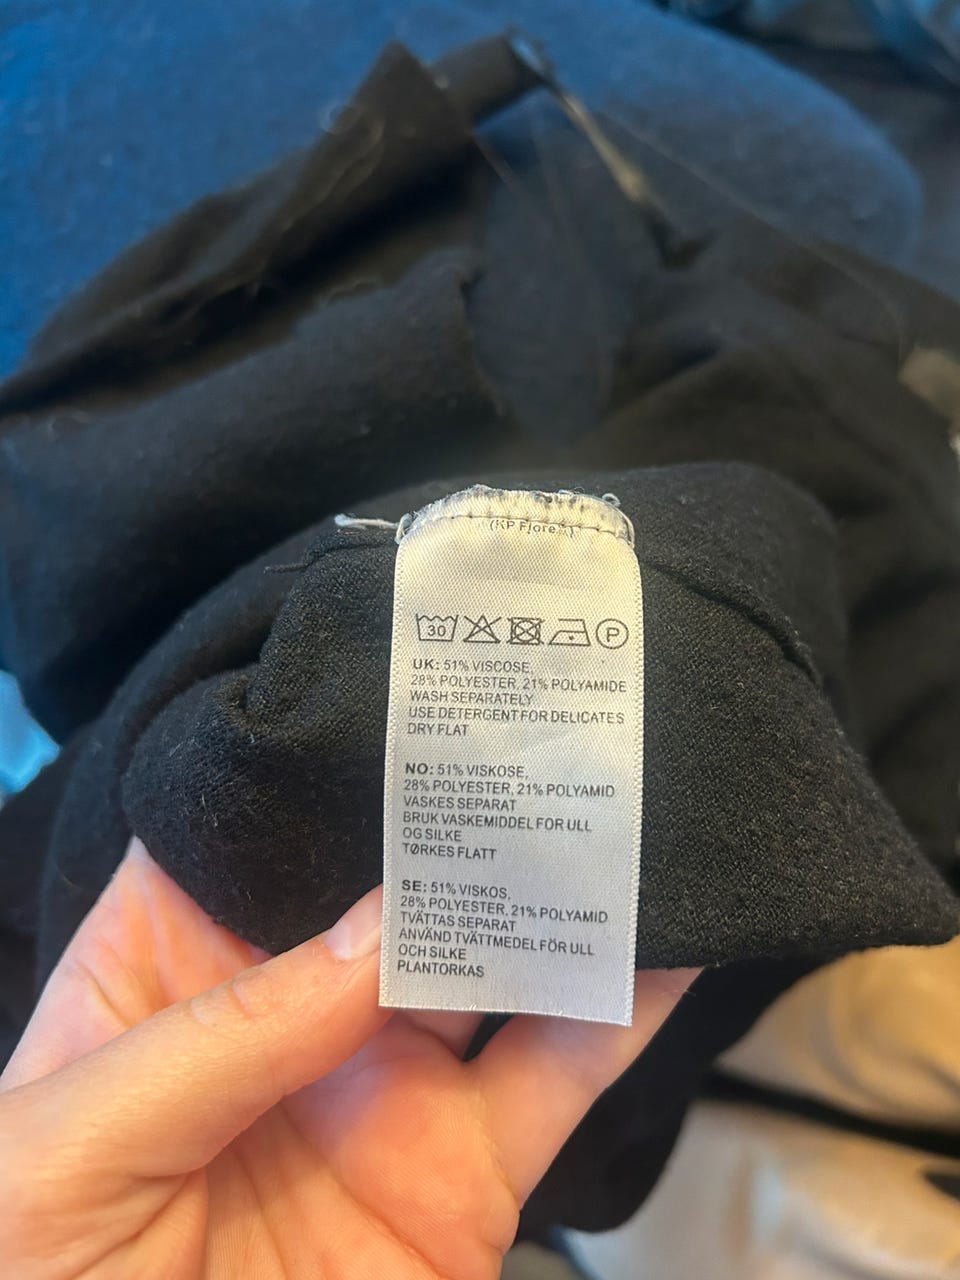 (KP
30 P
UK: 51% VISCOSE,
28% POLYESTER, 21% POLYAMIDE
WASH SEPARATELY
USE DETERGENT FOR DELICATES
DRY FLAT
NO: 51% VISKOSE,
28% POLYESTER, 21% POLYAMID
VASKES SEPARAT
BRUK VASKEMIDDEL FOR ULL
OG SILKE
TØRKES FLATT
SE: 51% VISKOS,
28% POLYESTER, 21% POLYAMID
TVÄTTAS SEPARAT
ANVÄND TVÄTTMEDEL FÖR ULL
OCH SILKE
PLANTORKAS